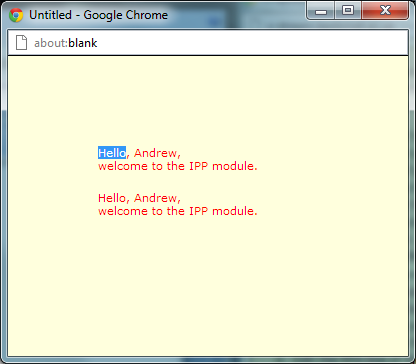 Untitled - Google Chrome
about:blank
Hello, Andrew,
welcome to the IPP module.
Hello, Andrew,
welcome to the IPP module.